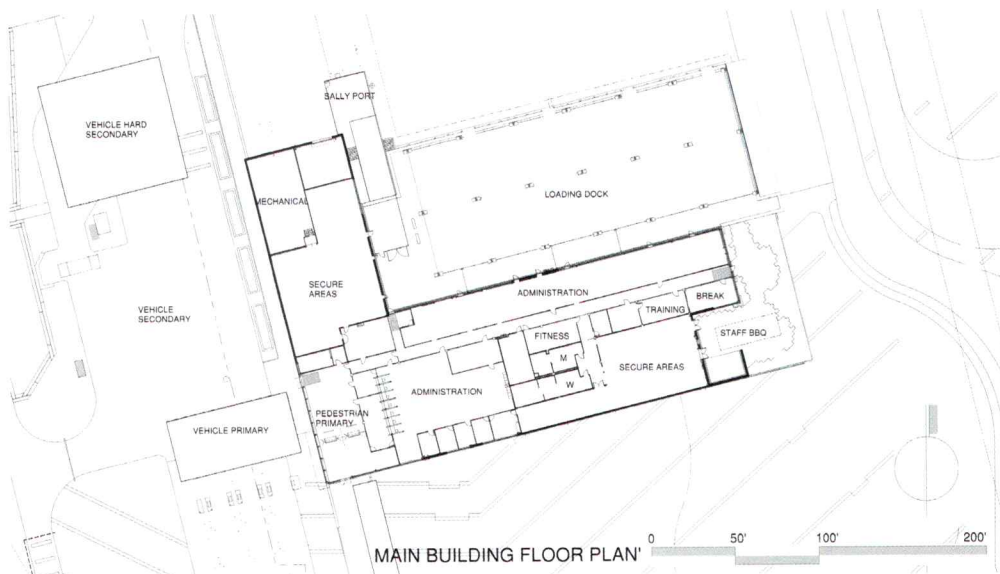 SALLY PORT
VEHICLE HARD
SECONDARY
MECHANICAL
LOADING DOCK
SECURE
AREAS
ADMINISTRATION
BREAK
TRAINING
VEHICLE
SECONDARY
STAFF BBQ
FITNESS
M
SECURE AREAS
W
ADMINISTRATION
PEDESTRIAN
PRIMARY
VEHICLE PRIMARY
MAIN BUILDING FLOOR PLAN'
0 50' 100' 200'